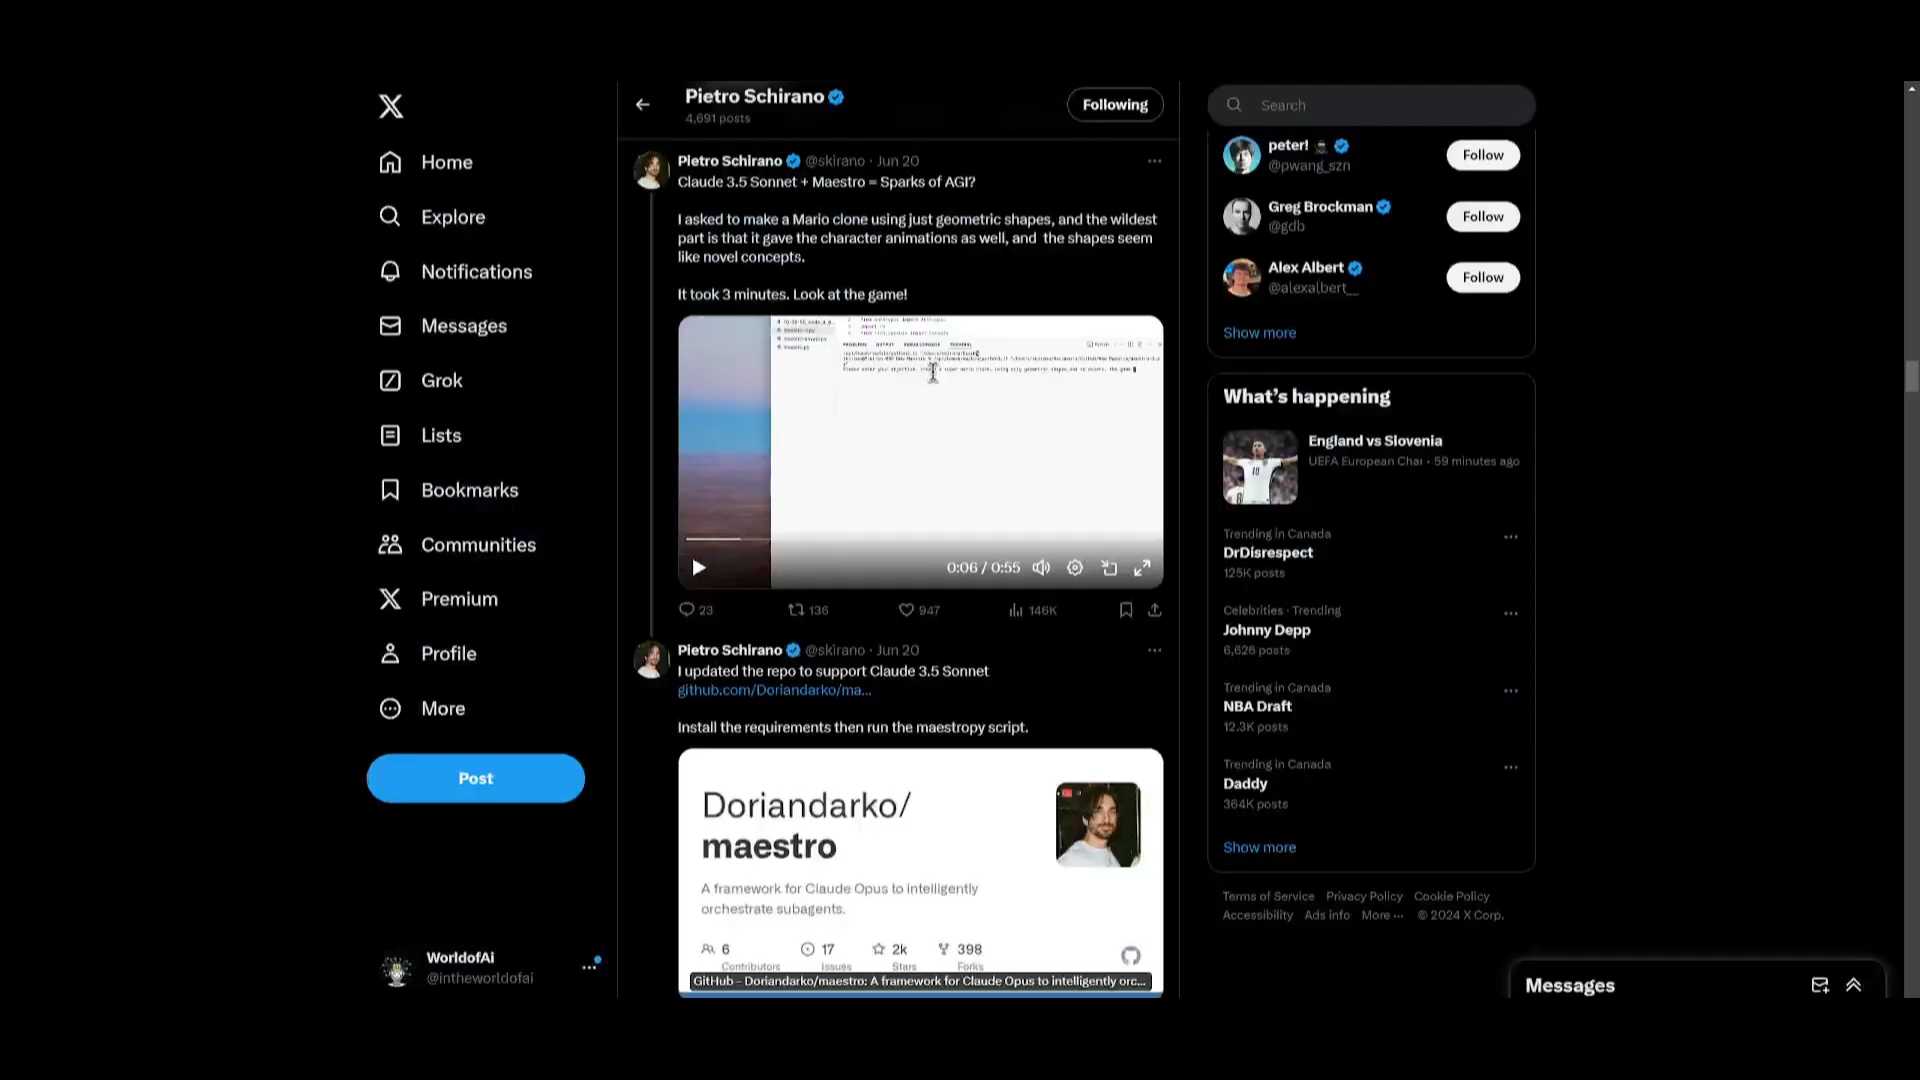 Home
Explore
Notifications
Messages
Grok
Lists
Bookmarks
Communities
Premium
Profile
More
Post
WorldofAi
@intheworldofai
Pietro Schirano
4,691 posts
Following
Pietro Schirano @skirano · Jun 20
Claude 3.5 Sonnet + Maestro = Sparks of AGI?
I asked to make a Mario clone using just geometric shapes, and the wildest
part is that it gave the character animations as well, and the shapes seem
like novel concepts.
It took 3 minutes. Look at the game!
0:06 / 0:55
23 136 947 146K
Pietro Schirano @skirano · Jun 20
I updated the repo to support Claude 3.5 Sonnet
github.com/Doriandarko/ma...
Install the requirements then run the maestropy script.
Doriandarko/
maestro
A framework for Claude Opus to intelligently
orchestrate subagents.
6 17 2k 398
Contributors Issues Stars Forks
GitHub - Doriandarko/maestro: A framework for Claude Opus to intelligently orc...
Search
peter!
@pwang_szn
Follow
Greg Brockman
@gdb
Follow
Alex Albert
@alexalbert__
Follow
Show more
What's happening
England vs Slovenia
UEFA European Char · 59 minutes ago
Trending in Canada
DrDisrespect
125K posts
Celebrities · Trending
Johnny Depp
6,626 posts
Trending in Canada
NBA Draft
12.3K posts
Trending in Canada
Daddy
364K posts
Show more
Terms of Service Privacy Policy Cookie Policy
Accessibility Ads info More ··· © 2024 X Corp.
Messages